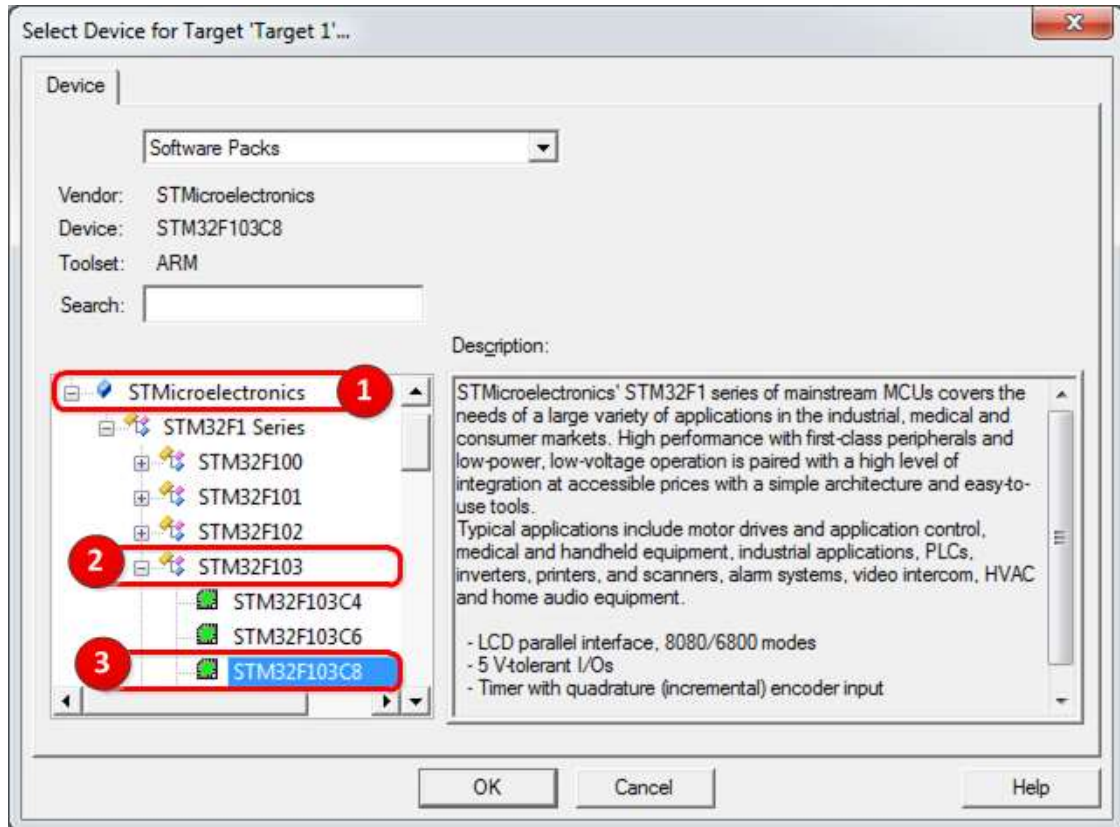 Select Device for Target 'Target 1'...
Device
Software Packs
Vendor: STMicroelectronics
Device: STM32F103C8
Toolset: ARM
Search:
Description:
STMicroelectronics 1
STM32F1 Series
STM32F100
STM32F101
STM32F102
2 STM32F103
STM32F103C4
STM32F103C6
3 STM32F103C8
STMicroelectronics' STM32F1 series of mainstream MCUs covers the
needs of a large variety of applications in the industrial, medical and
consumer markets. High performance with first-class peripherals and
low-power, low-voltage operation is paired with a high level of
integration at accessible prices with a simple architecture and easy-to-
use tools.
Typical applications include motor drives and application control,
medical and handheld equipment, industrial applications, PLCs,
inverters, printers, and scanners, alarm systems, video intercom, HVAC
and home audio equipment.
- LCD parallel interface, 8080/6800 modes
- 5 V-tolerant I/Os
- Timer with quadrature (incremental) encoder input
OK Cancel Help